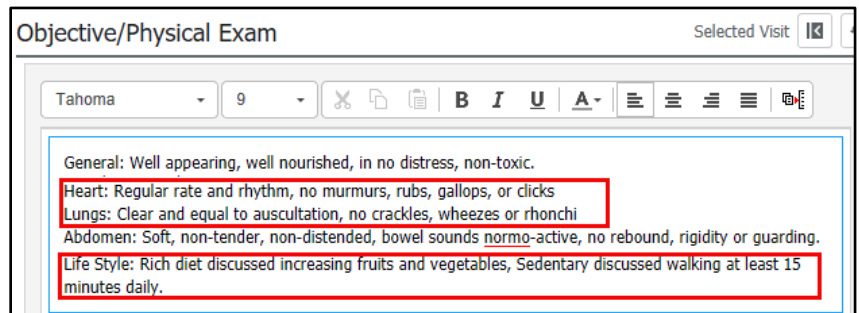 Objective/Physical Exam
Selected Visit
Tahoma 9 B I U A
General: Well appearing, well nourished, in no distress, non-toxic.
Heart: Regular rate and rhythm, no murmurs, rubs, gallops, or clicks
Lungs: Clear and equal to auscultation, no crackles, wheezes or rhonchi
Abdomen: Soft, non-tender, non-distended, bowel sounds normo-active, no rebound, rigidity or guarding.
Life Style: Rich diet discussed increasing fruits and vegetables, Sedentary discussed walking at least 15
minutes daily.